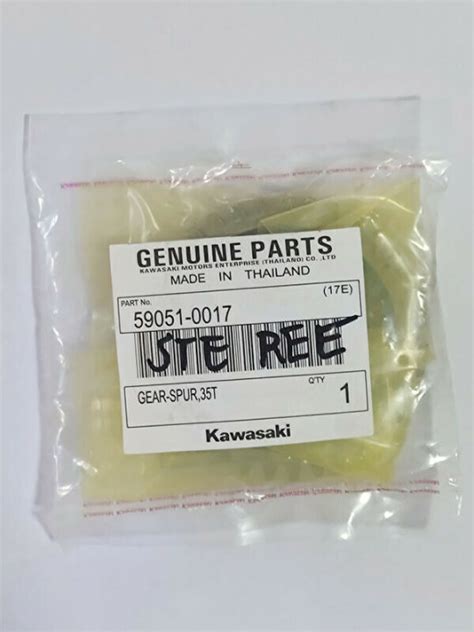 GENUINE PARTS
KAWASAKI MOTORS ENTERPRISE (THAILAND) CO.,LTD
MADE IN THAILAND
PART No. (17E)
59051-0017
STE REE
GEAR-SPUR,35T Q'TY 1
Kawasaki